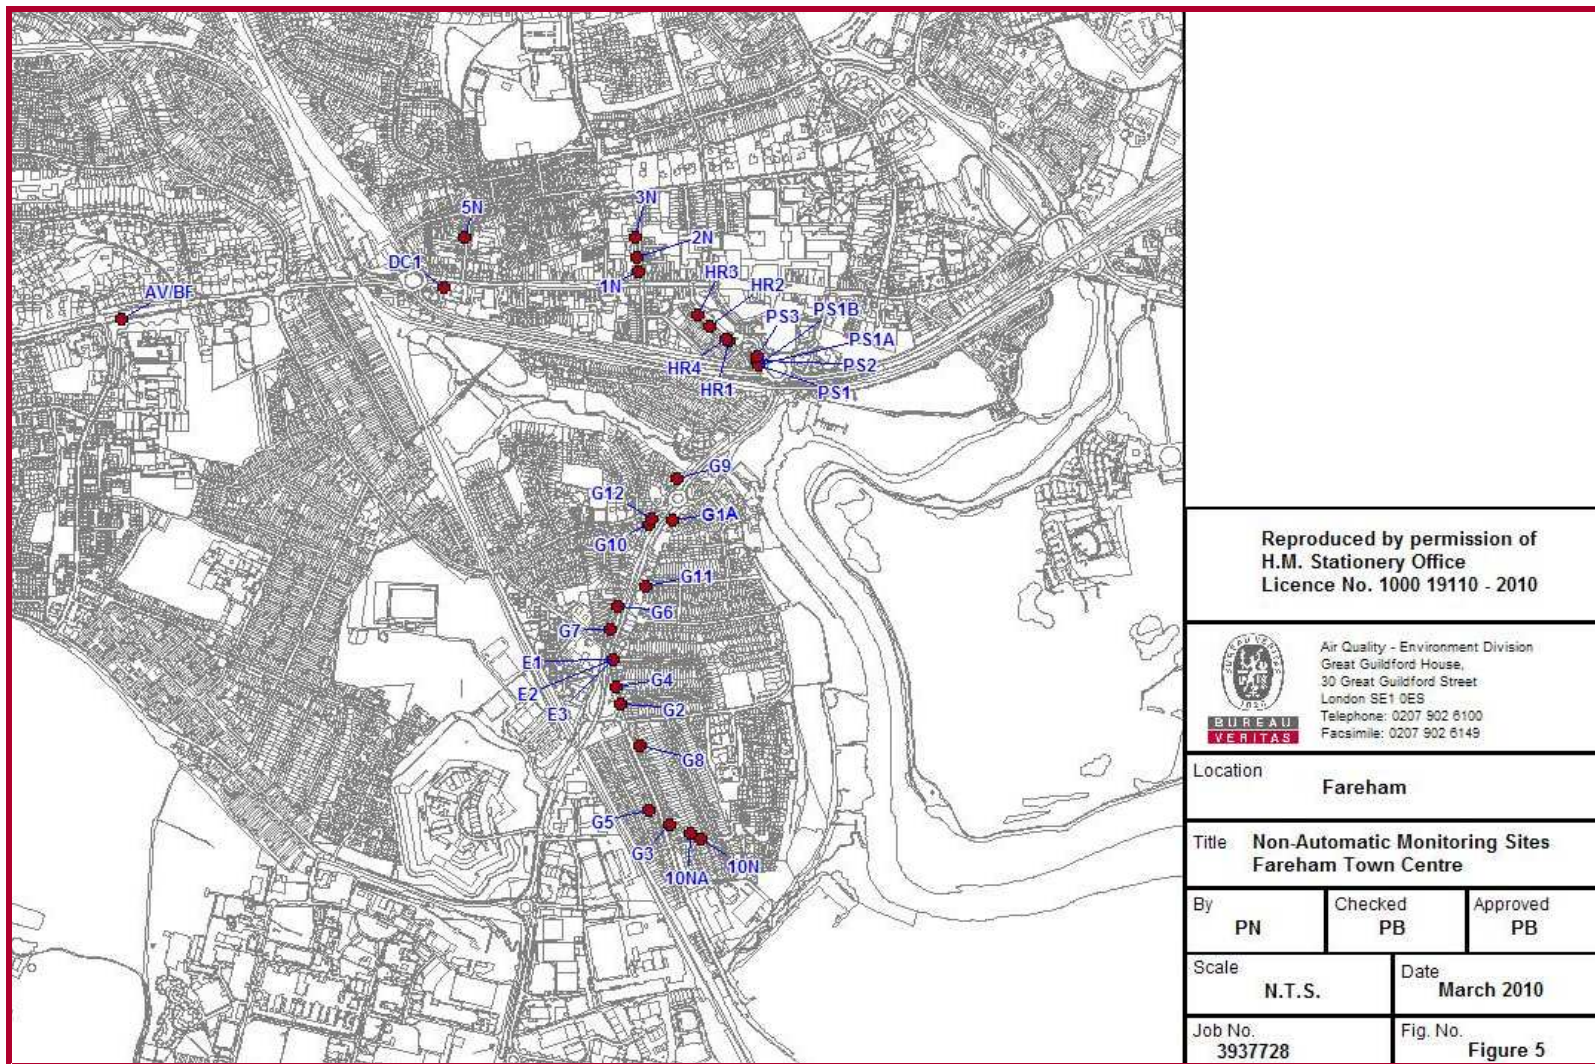 5N
3N
2N
DC1
1N
HR3
AV/BF
HR2
PS3
PS1B
PS1A
HR4
PS2
HR1
PS1
G9
G12
G1A
G10
G11
G6
G7
E1
G4
E2
G2
E3
G8
G5
G3
10N
10NA
Reproduced by permission of
H.M. Stationery Office
Licence No. 1000 19110 - 2010
BUREAU
VERITAS
Air Quality - Environment Division
Great Guildford House,
30 Great Guildford Street
London SE1 0ES
Telephone: 0207 902 6100
Facsimile: 0207 902 6149
Location
Fareham
Title Non-Automatic Monitoring Sites
Fareham Town Centre
By
PN
Checked
PB
Approved
PB
Scale
N.T.S.
Date
March 2010
Job No.
3937728
Fig. No.
Figure 5